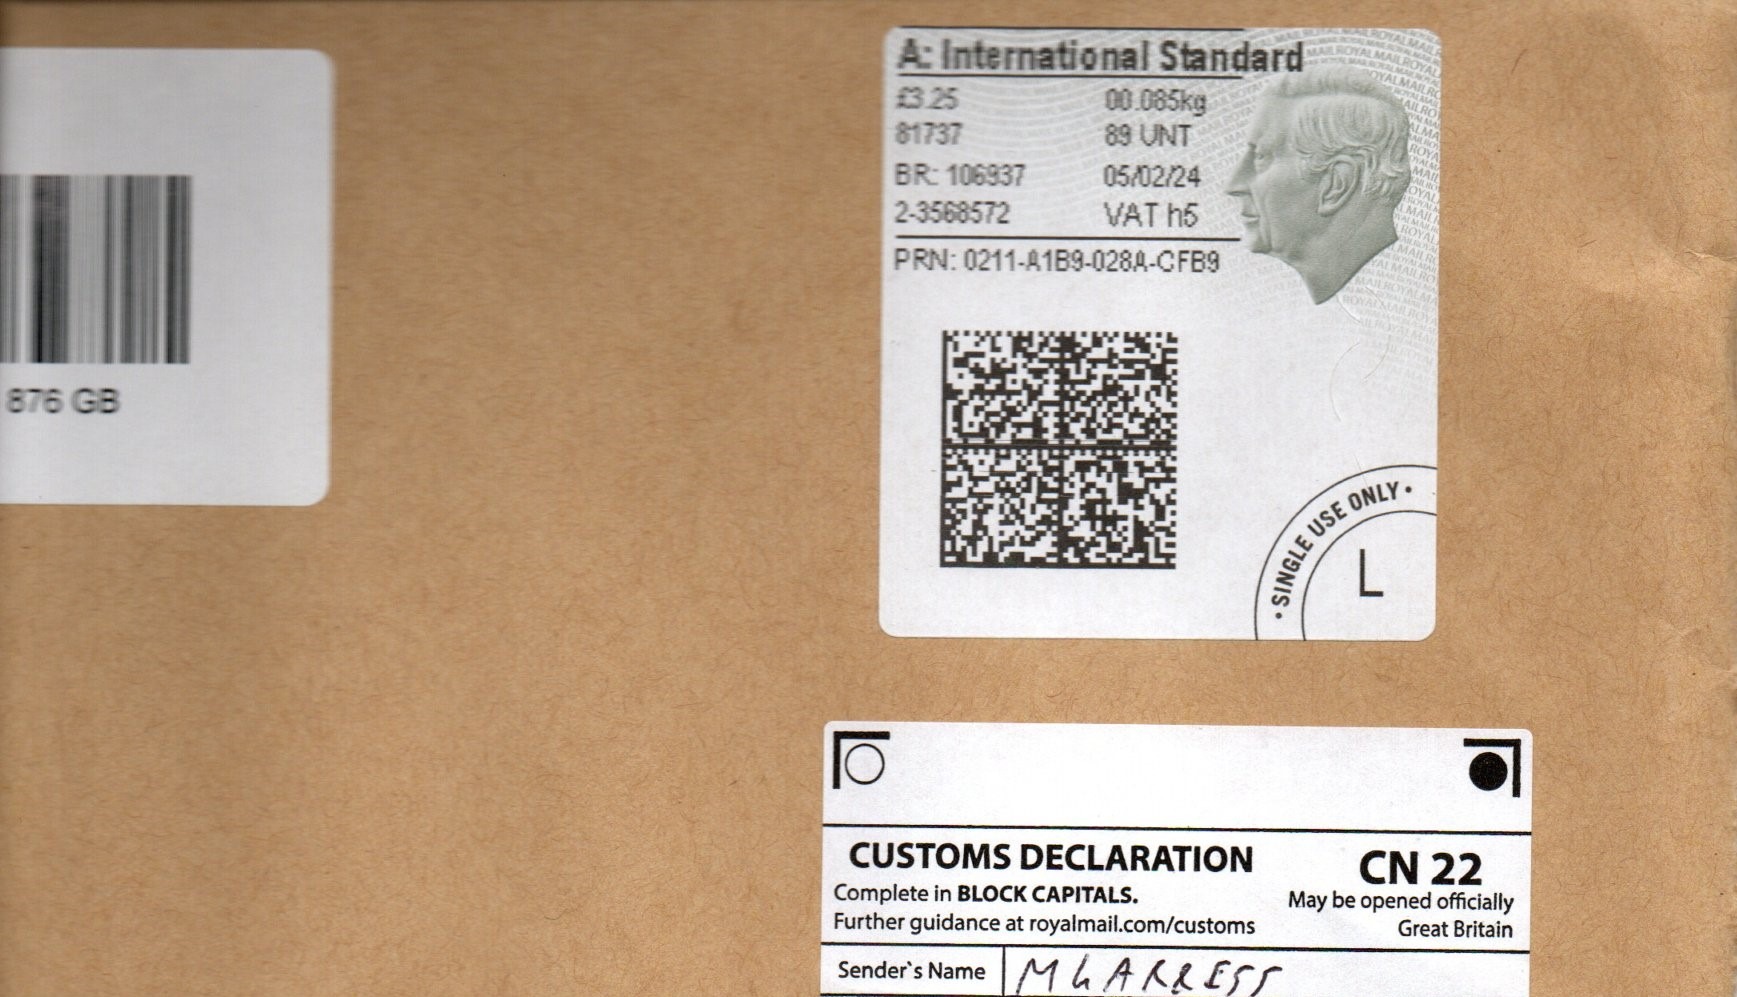 A: International Standard
£3.25 00.085kg
81737 89 UNT
BR: 106937 05/02/24
2-3568572 VAT h5
PRN: 0211-A1B9-028A-CFB9
876 GB
• SINGLE USE ONLY •
L
CUSTOMS DECLARATION
CN 22
Complete in BLOCK CAPITALS.
May be opened officially
Further guidance at royalmail.com/customs
Great Britain
Sender`s Name